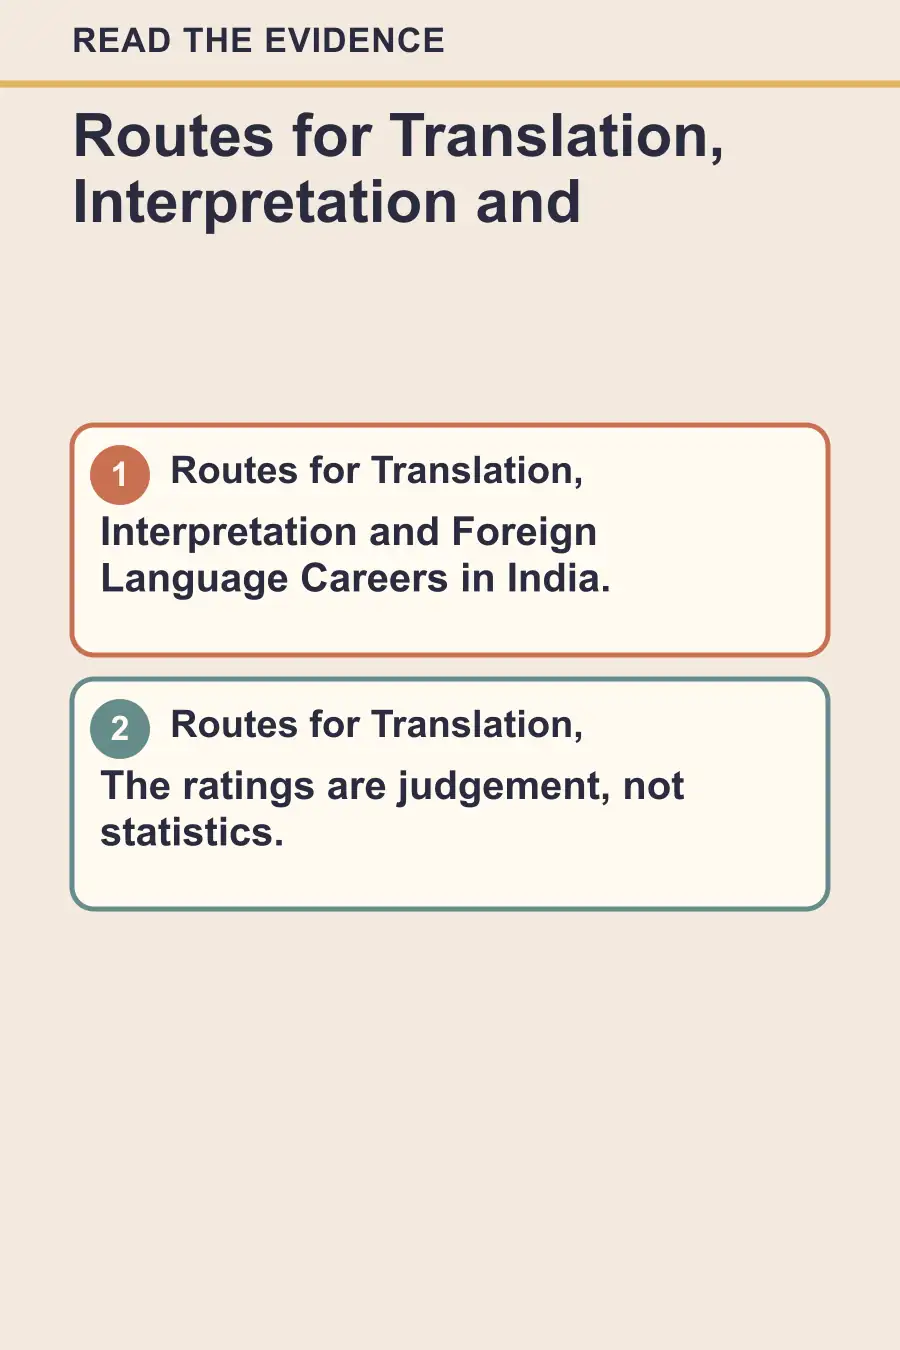 READ THE EVIDENCE
Routes for Translation,
Interpretation and
1 Routes for Translation,
Interpretation and Foreign
Language Careers in India.
2 Routes for Translation,
The ratings are judgement, not
statistics.